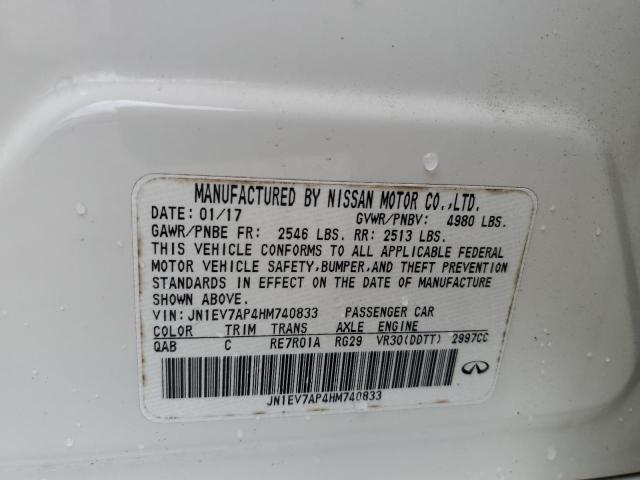 MANUFACTURED BY NISSAN MOTOR CO.,LTD.
DATE: 01/17 GVWR/PNBV: 4980 LBS.
GAWR/PNBE FR: 2546 LBS. RR: 2513 LBS.
THIS VEHICLE CONFORMS TO ALL APPLICABLE FEDERAL
MOTOR VEHICLE SAFETY,BUMPER,AND THEFT PREVENTION
STANDARDS IN EFFECT ON THE DATE OF MANUFACTURE
SHOWN ABOVE.
VIN: JN1EV7AP4HM740833 PASSENGER CAR
COLOR TRIM TRANS AXLE ENGINE
QAB C RE7R01A RG29 VR30(DDTT) 2997CC
JN1EV7AP4HM740833